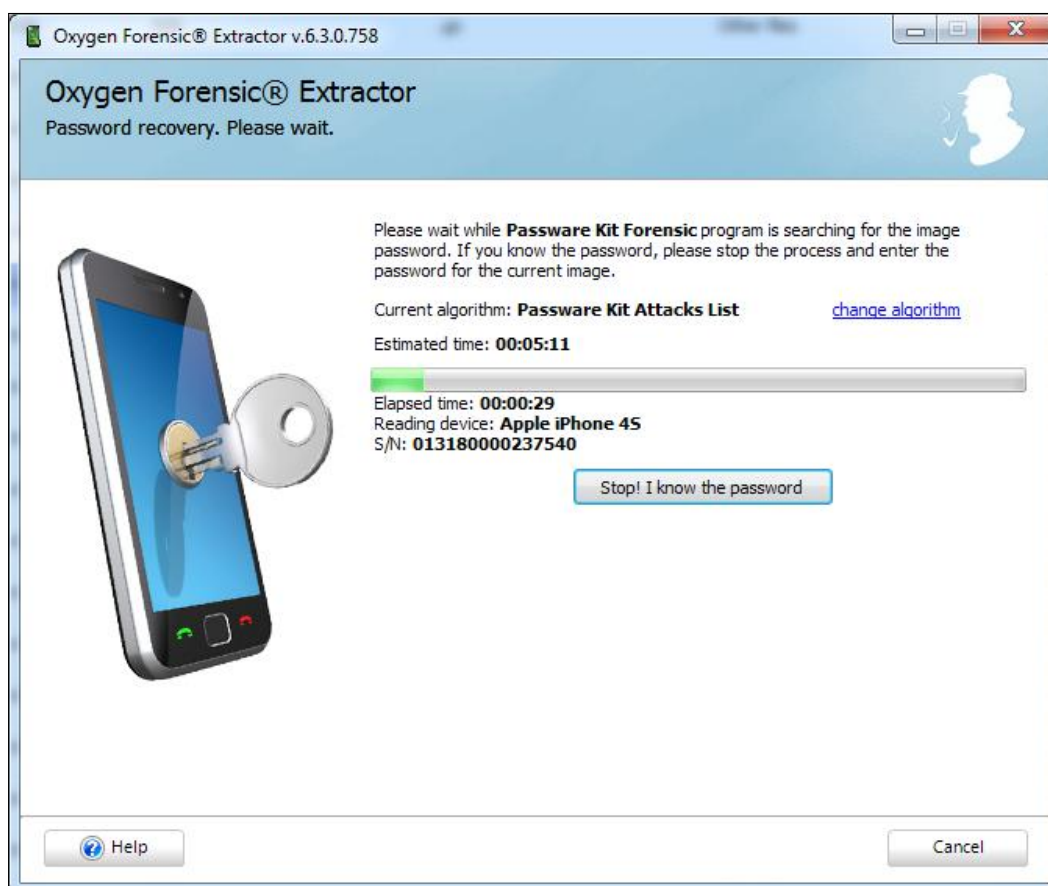 Oxygen Forensic® Extractor v.6.3.0.758
Oxygen Forensic® Extractor
Password recovery. Please wait.
Please wait while Passware Kit Forensic program is searching for the image
password. If you know the password, please stop the process and enter the
password for the current image.
Current algorithm: Passware Kit Attacks List change algorithm
Estimated time: 00:05:11
Elapsed time: 00:00:29
Reading device: Apple iPhone 4S
S/N: 013180000237540
Stop! I know the password
Help Cancel